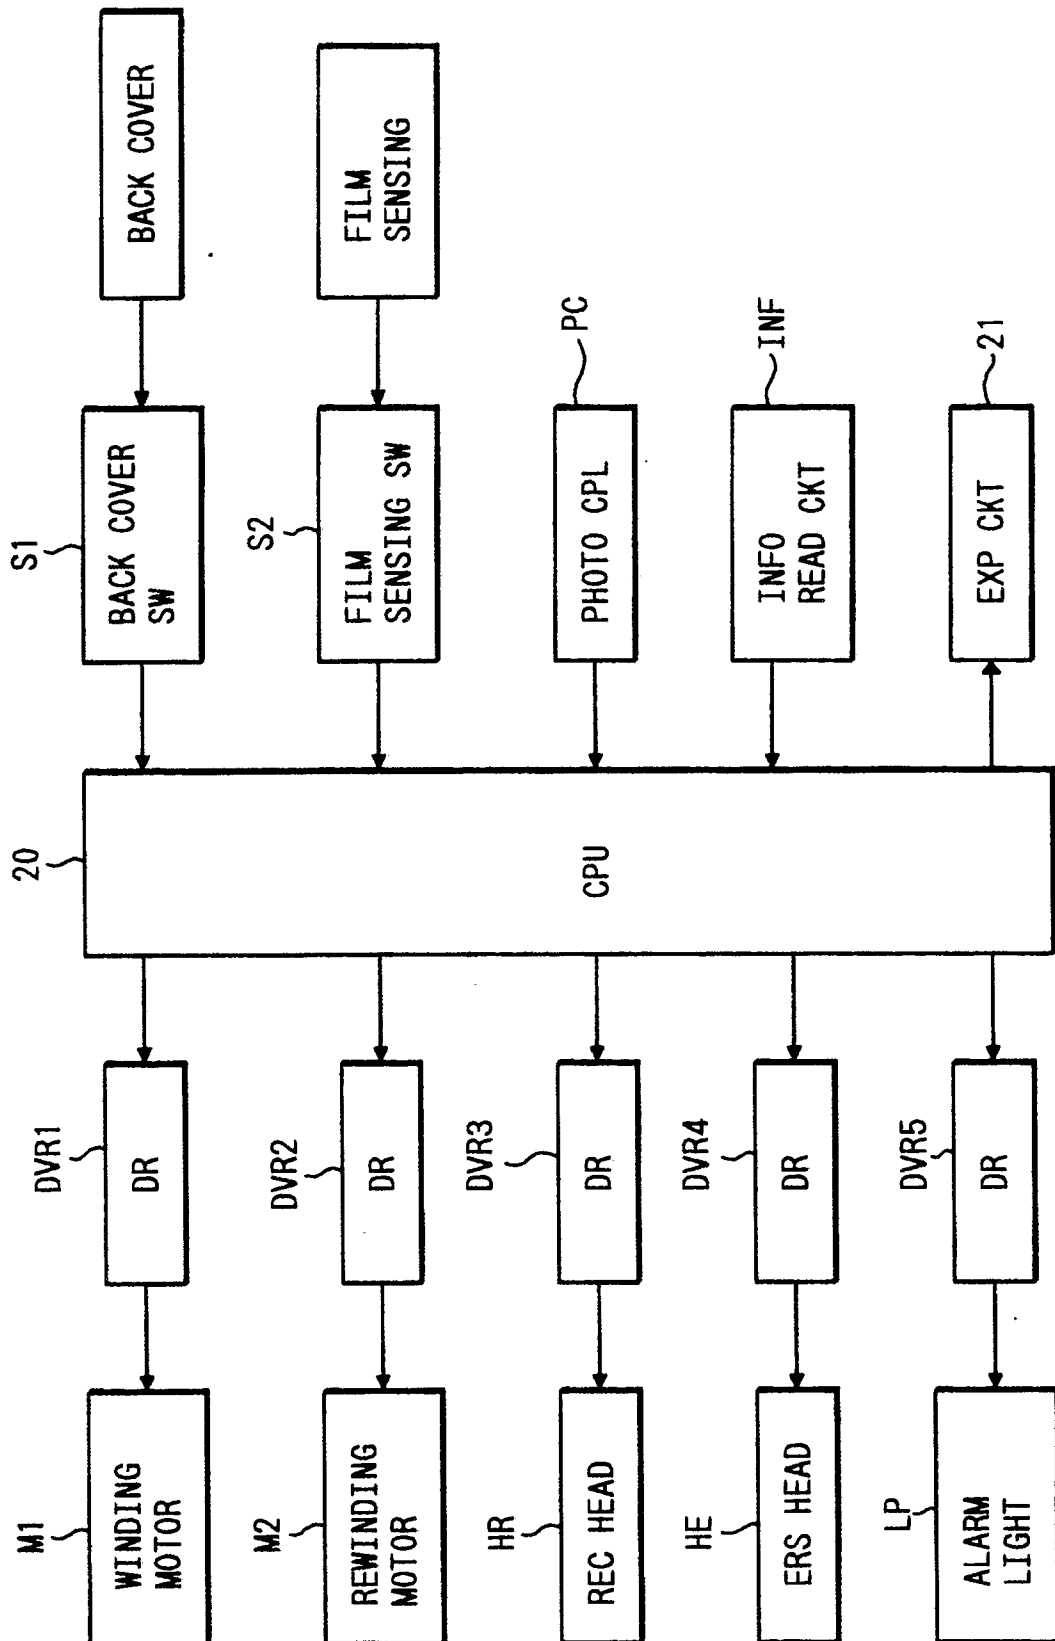 M1
WINDING
MOTOR
DVR1
DR
20
CPU
S1
BACK COVER
SW
BACK COVER
M2
REWINDING
MOTOR
DVR2
DR
S2
FILM
SENSING SW
FILM
SENSING
HR
REC HEAD
DVR3
DR
PHOTO CPL
PC
HE
ERS HEAD
DVR4
DR
INFO
READ CKT
INF
LP
ALARM
LIGHT
DVR5
DR
EXP CKT
21